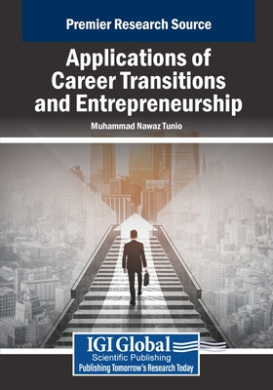 Premier Research Source
Applications of
Career Transitions
and Entrepreneurship
Muhammad Nawaz Tunio
IGI Global
Scientific Publishing
Publishing Tomorrow's Research Today